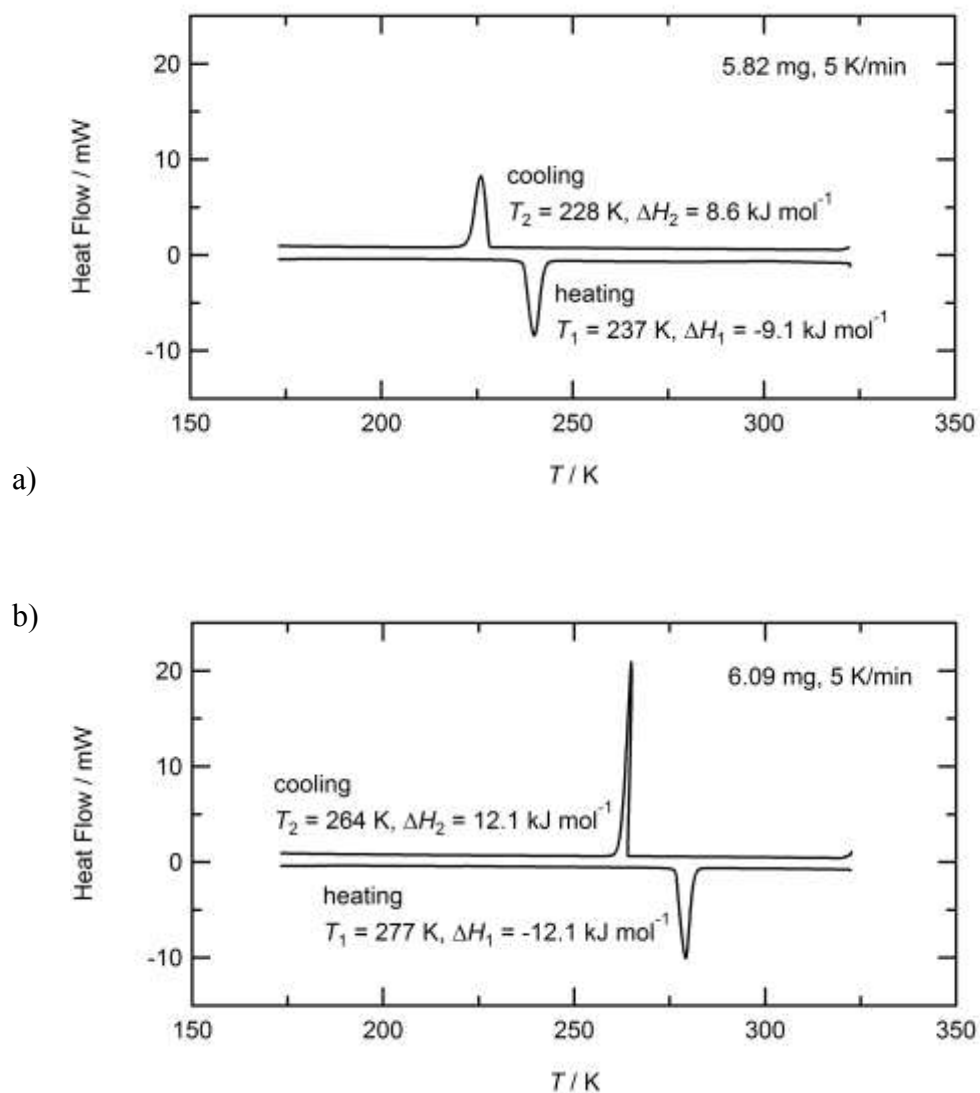 20
10
0
-10
Heat Flow / mW
5.82 mg, 5 K/min
cooling
T₂ = 228 K, ΔH₂ = 8.6 kJ mol⁻¹
heating
T₁ = 237 K, ΔH₁ = -9.1 kJ mol⁻¹
150 200 250 300 350
T / K
a)
b)
20
10
0
-10
Heat Flow / mW
6.09 mg, 5 K/min
cooling
T₂ = 264 K, ΔH₂ = 12.1 kJ mol⁻¹
heating
T₁ = 277 K, ΔH₁ = -12.1 kJ mol⁻¹
150 200 250 300 350
T / K